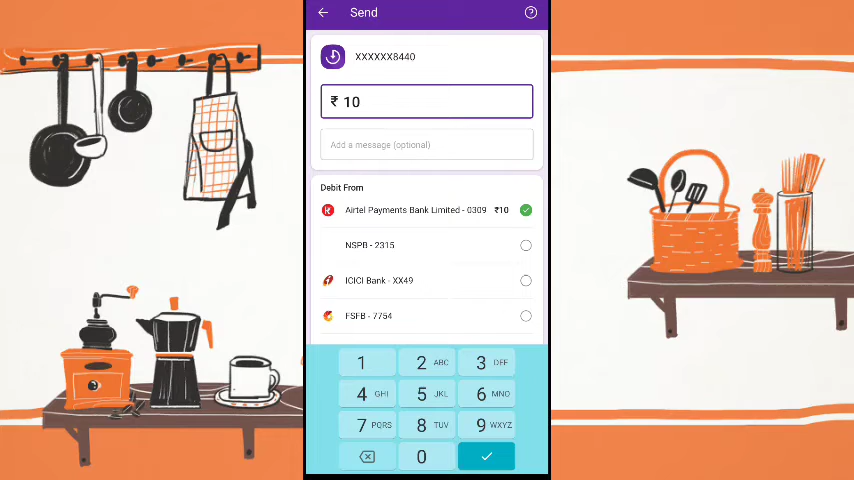 Send
XXXXXX8440
₹ 10
Add a message (optional)
Debit From
Airtel Payments Bank Limited - 0309 ₹10
NSPB - 2315
ICICI Bank - XX49
FSFB - 7754
1 2 ABC 3 DEF
4 GHI 5 JKL 6 MNO
7 PQRS 8 TUV 9 WXYZ
0